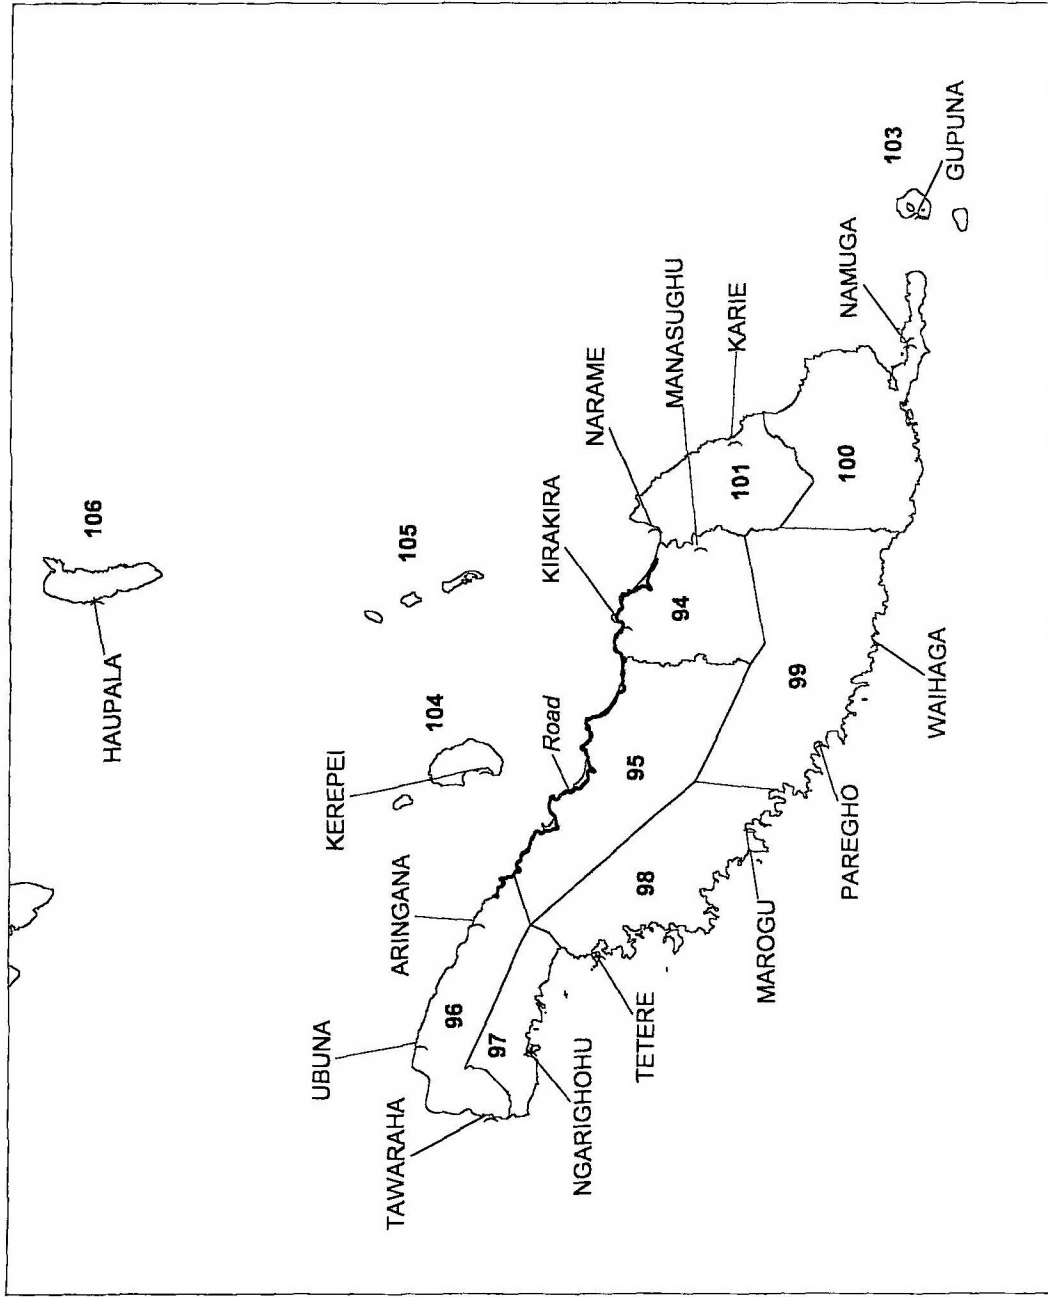 106
HAUPALA
UBUNA
KEREPEI
TAWARAHA
ARINGANA
105
104
96
97
Road
KIRAKIRA
NGARIGHOHU
NARAME
95
TETERE
98
MANASUGHU
94
KARIE
101
MAROGU
99
100
PAREGHO
NAMUGA
103
WAIHAGA
GUPUNA